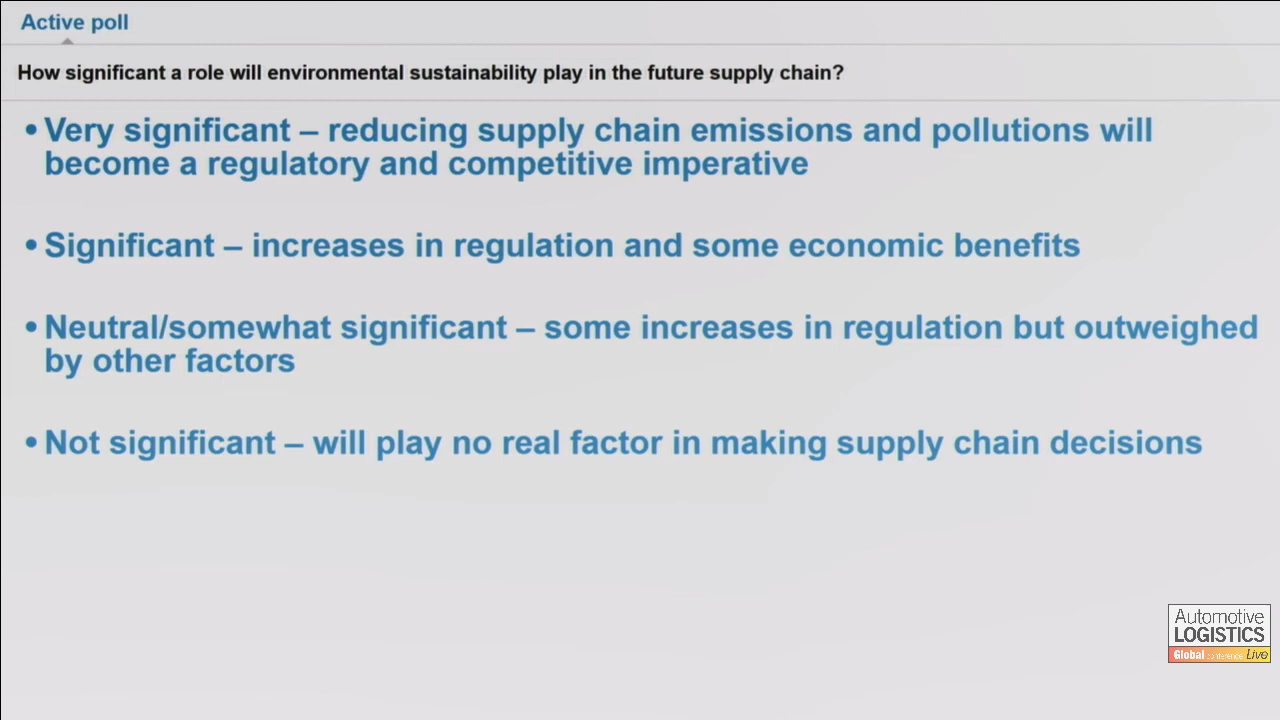 Active poll
How significant a role will environmental sustainability play in the future supply chain?
• Very significant – reducing supply chain emissions and pollutions will
become a regulatory and competitive imperative
• Significant – increases in regulation and some economic benefits
• Neutral/somewhat significant – some increases in regulation but outweighed
by other factors
• Not significant – will play no real factor in making supply chain decisions
Automotive
LOGISTICS
Global conference Live